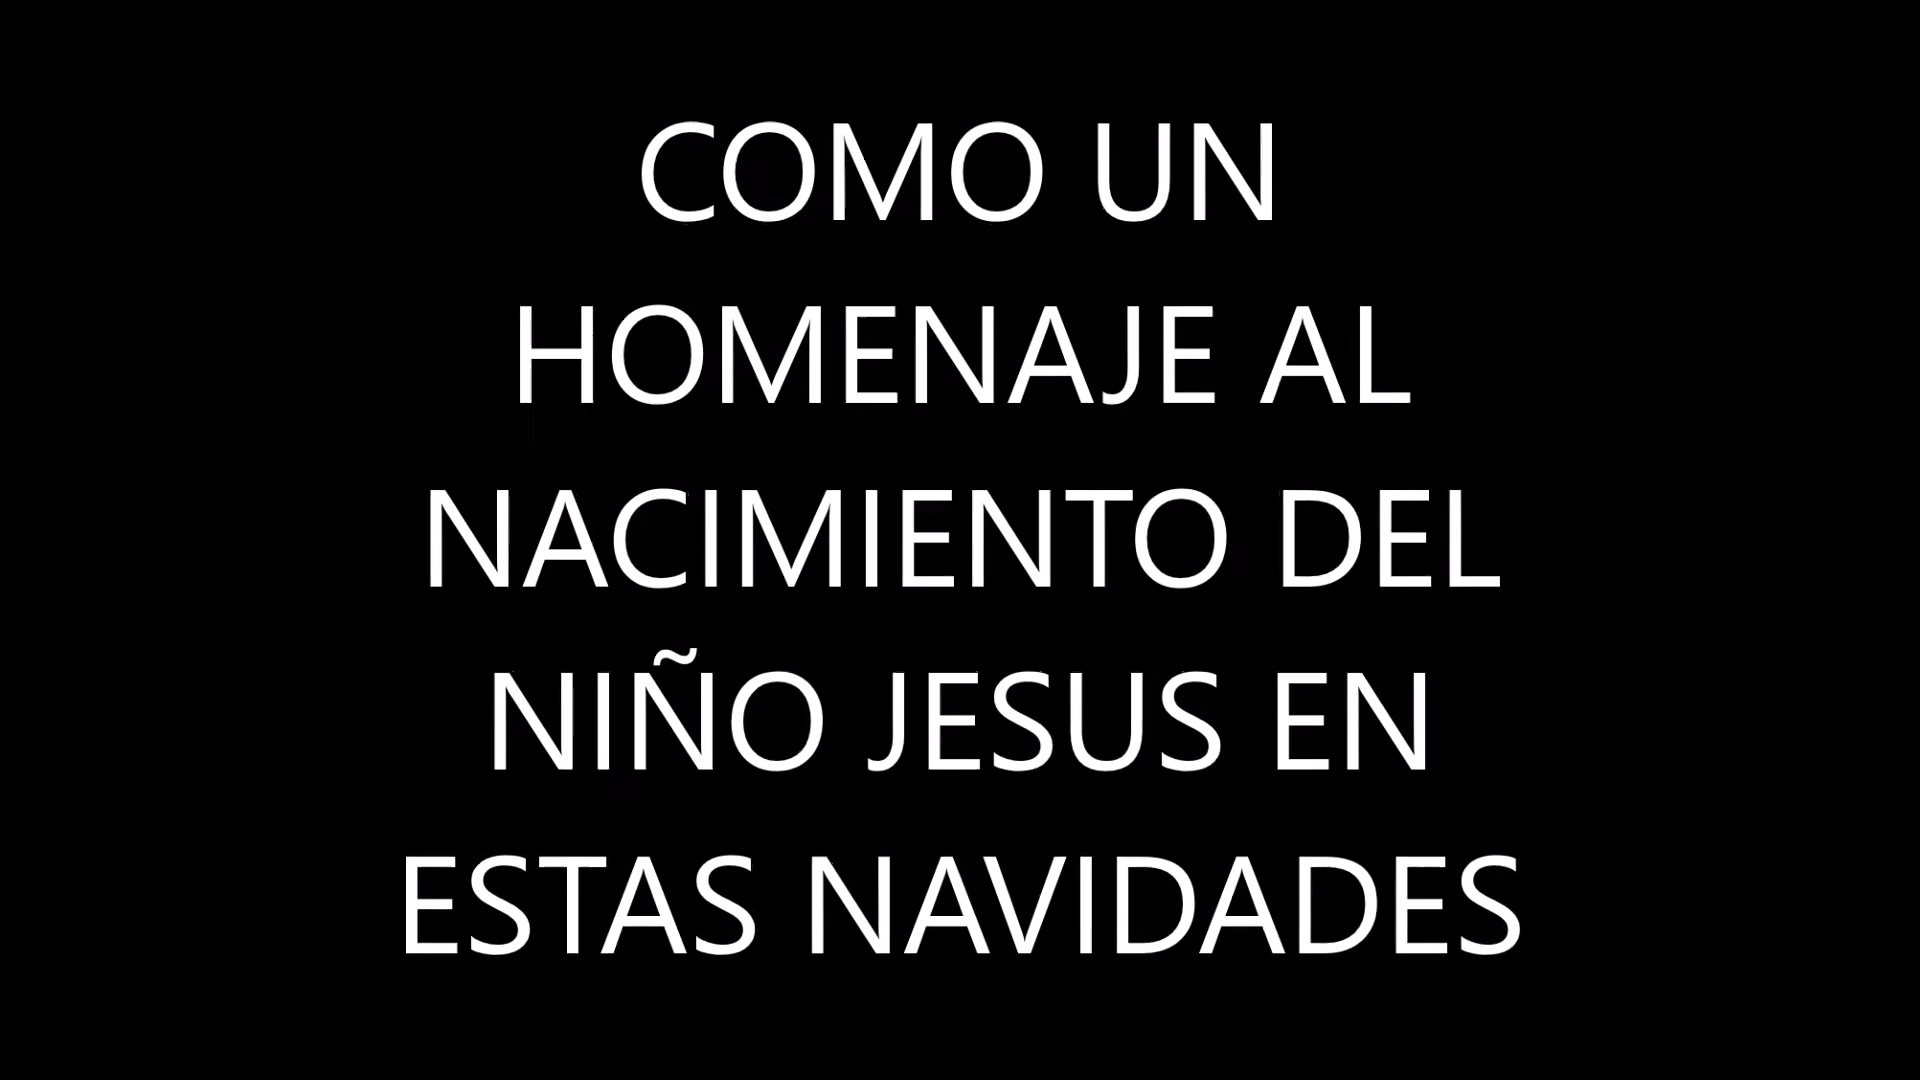 COMO UN
HOMENAJE AL
NACIMIENTO DEL
NIÑO JESUS EN
ESTAS NAVIDADES